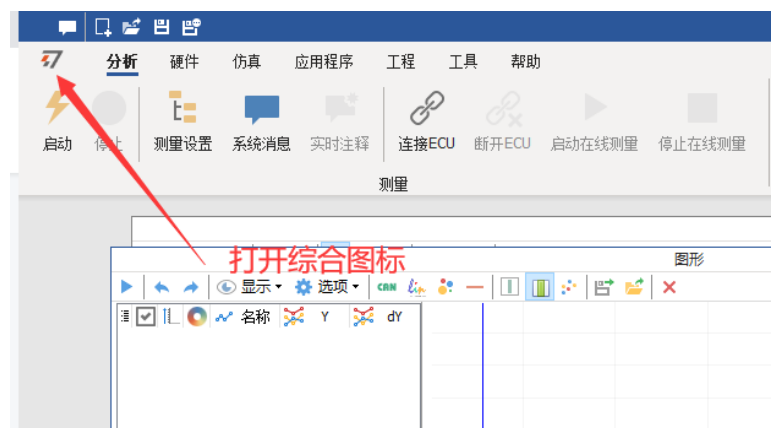 分析 硬件 仿真 应用程序 工程 工具 帮助
启动 停止 测量设置 系统消息 实时注释 连接ECU 断开ECU 启动在线测量 停止在线测量
测量
打开综合图标
图形
显示 选项 CAN lin
名称 Y dY